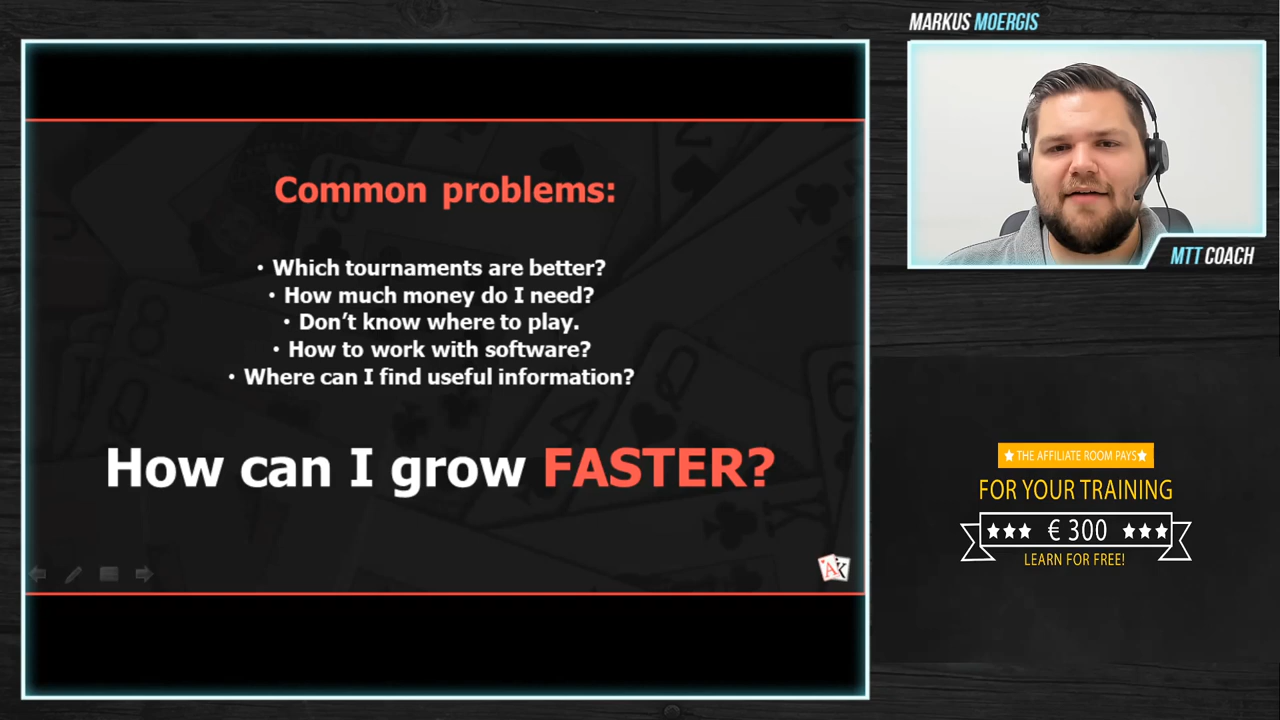 MARKUS MOERGIS
Common problems:
• Which tournaments are better?
• How much money do I need?
• Don’t know where to play.
• How to work with software?
• Where can I find useful information?
How can I grow FASTER?
AK
MTT COACH
THE AFFILIATE ROOM PAYS
FOR YOUR TRAINING
€ 300
LEARN FOR FREE!